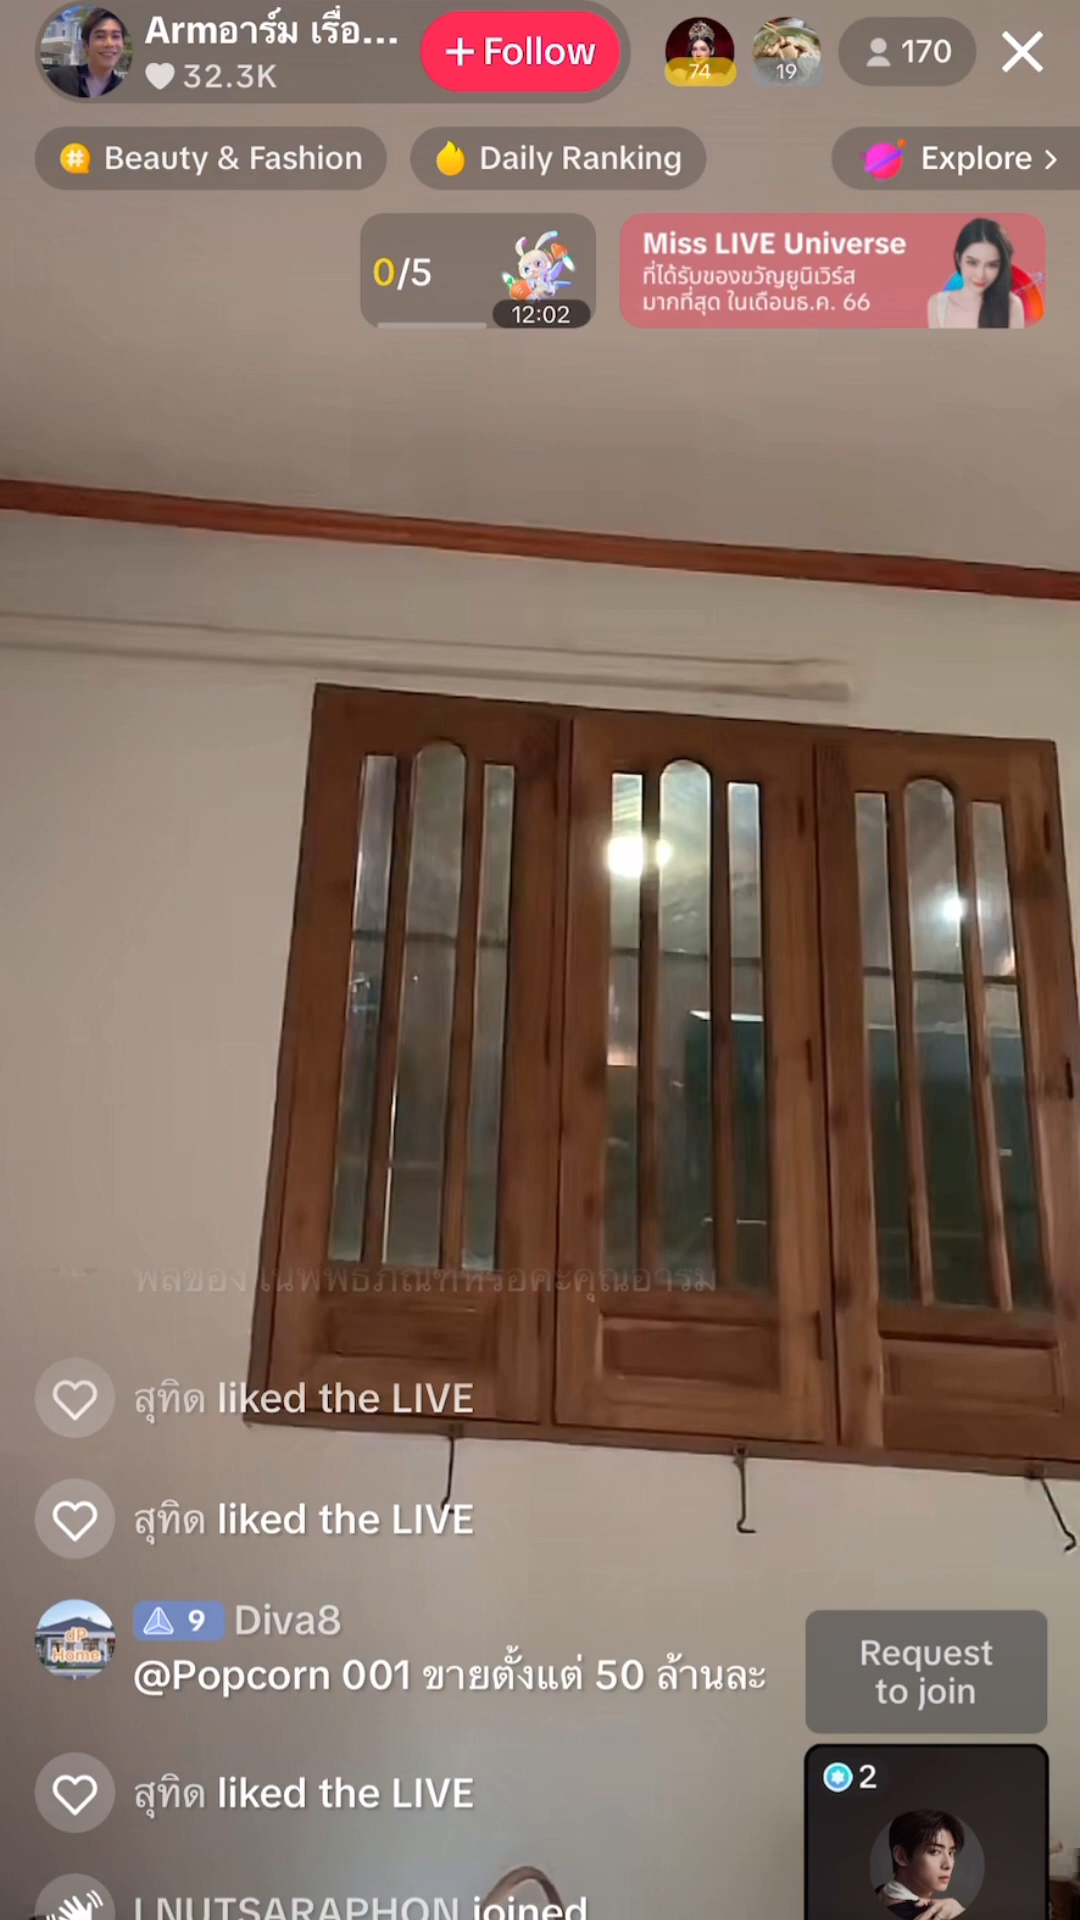 Armอาร์ม เรื่อ...
32.3K
+ Follow
74
19
170
Beauty & Fashion
Daily Ranking
Explore >
0/5
12:02
Miss LIVE Universe
ที่ได้รับของขวัญยูนิเวิร์ส
มากที่สุด ในเดือนธ.ค. 66
สุทิด liked the LIVE
สุทิด liked the LIVE
dP
Home
9 Diva8
@Popcorn 001 ขายตั้งแต่ 50 ล้านละ
Request
to join
สุทิด liked the LIVE
2
LNUTSARAPHON joined